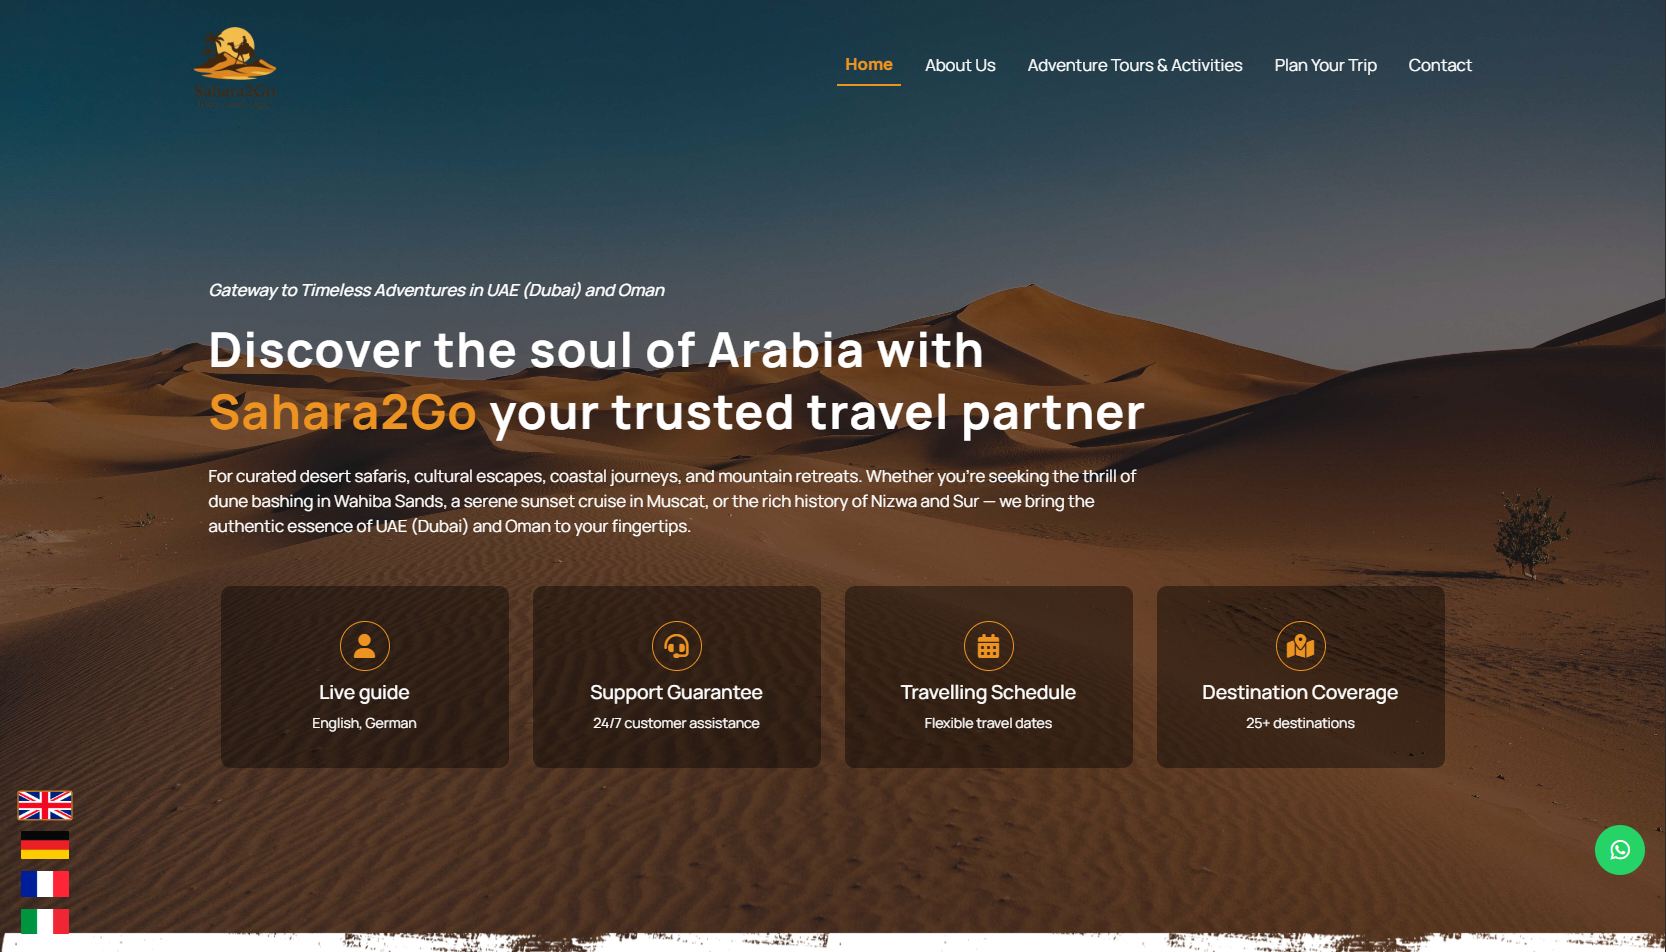 Sahara2Go
Home
About Us
Adventure Tours & Activities
Plan Your Trip
Contact
Gateway to Timeless Adventures in UAE (Dubai) and Oman
Discover the soul of Arabia with
Sahara2Go your trusted travel partner
For curated desert safaris, cultural escapes, coastal journeys, and mountain retreats. Whether you're seeking the thrill of
dune bashing in Wahiba Sands, a serene sunset cruise in Muscat, or the rich history of Nizwa and Sur — we bring the
authentic essence of UAE (Dubai) and Oman to your fingertips.
Live guide
English, German
Support Guarantee
24/7 customer assistance
Travelling Schedule
Flexible travel dates
Destination Coverage
25+ destinations